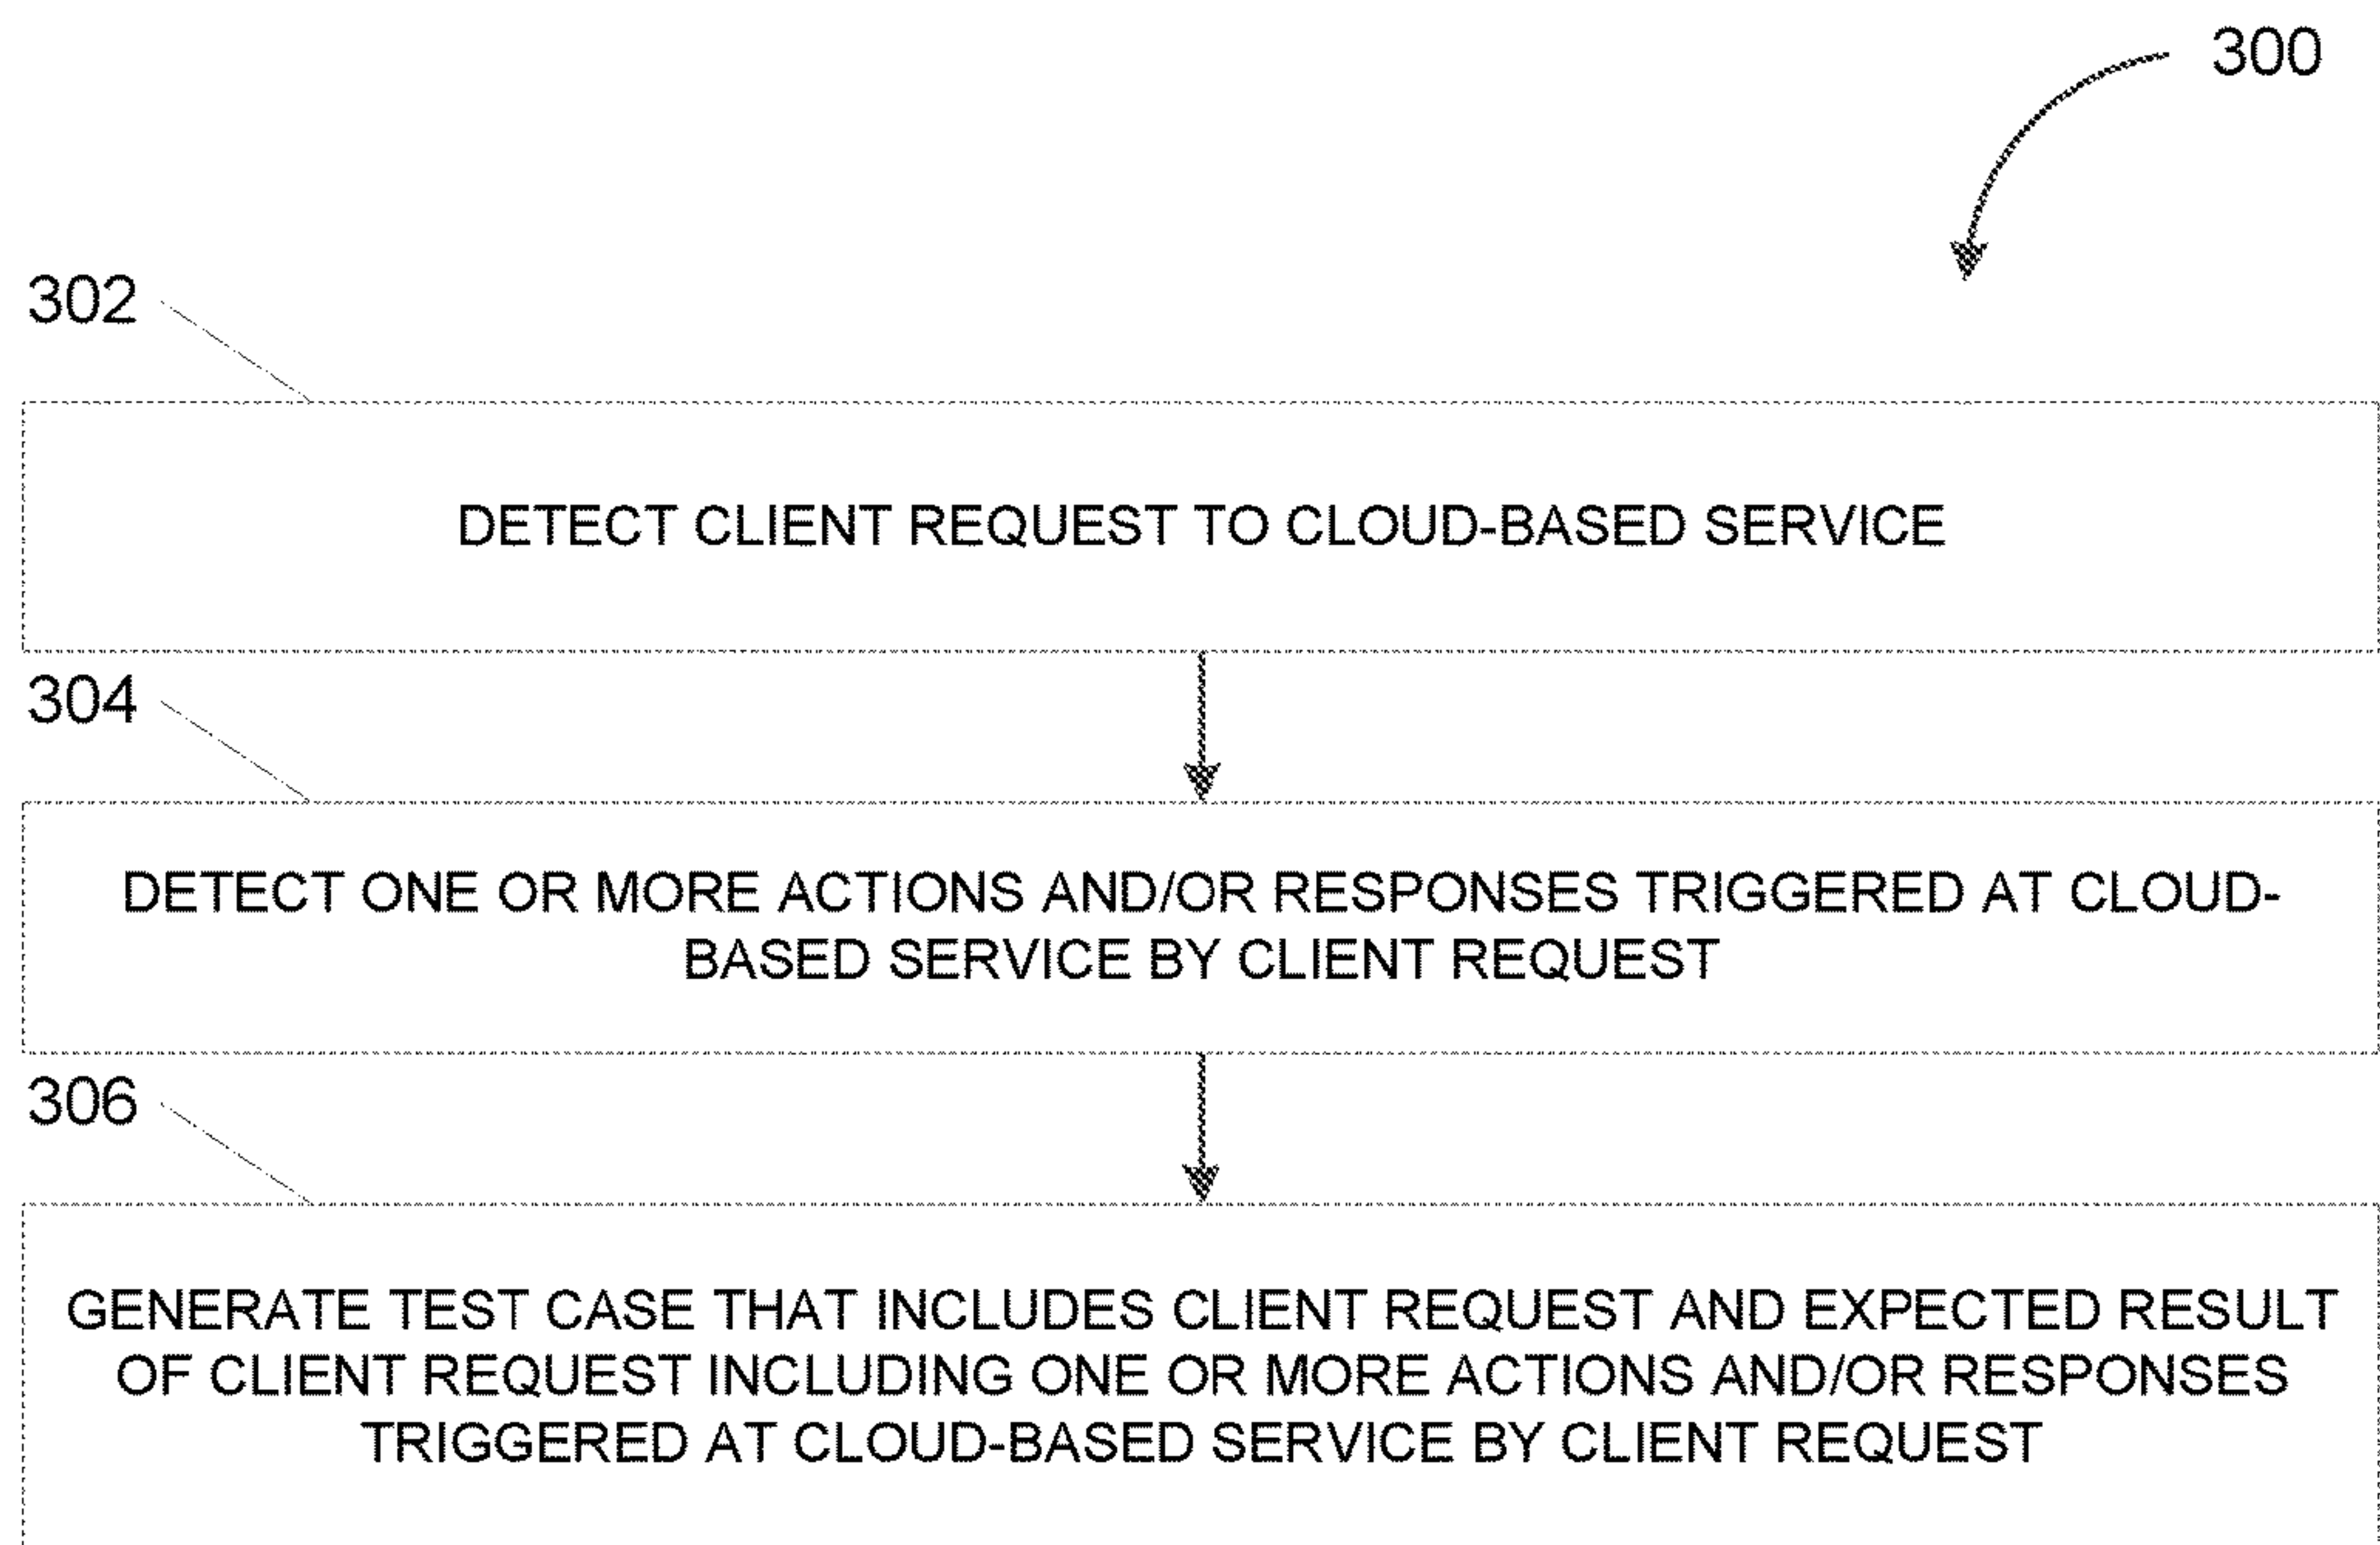 300
302
DETECT CLIENT REQUEST TO CLOUD-BASED SERVICE
304
DETECT ONE OR MORE ACTIONS AND/OR RESPONSES TRIGGERED AT CLOUD-
BASED SERVICE BY CLIENT REQUEST
306
GENERATE TEST CASE THAT INCLUDES CLIENT REQUEST AND EXPECTED RESULT
OF CLIENT REQUEST INCLUDING ONE OR MORE ACTIONS AND/OR RESPONSES
TRIGGERED AT CLOUD-BASED SERVICE BY CLIENT REQUEST